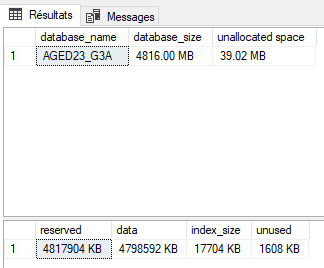 Résultats Messages
database_name database_size unallocated space
1 AGED23_G3A 4816.00 MB 39.02 MB
reserved data index_size unused
1 4817904 KB 4798592 KB 17704 KB 1608 KB